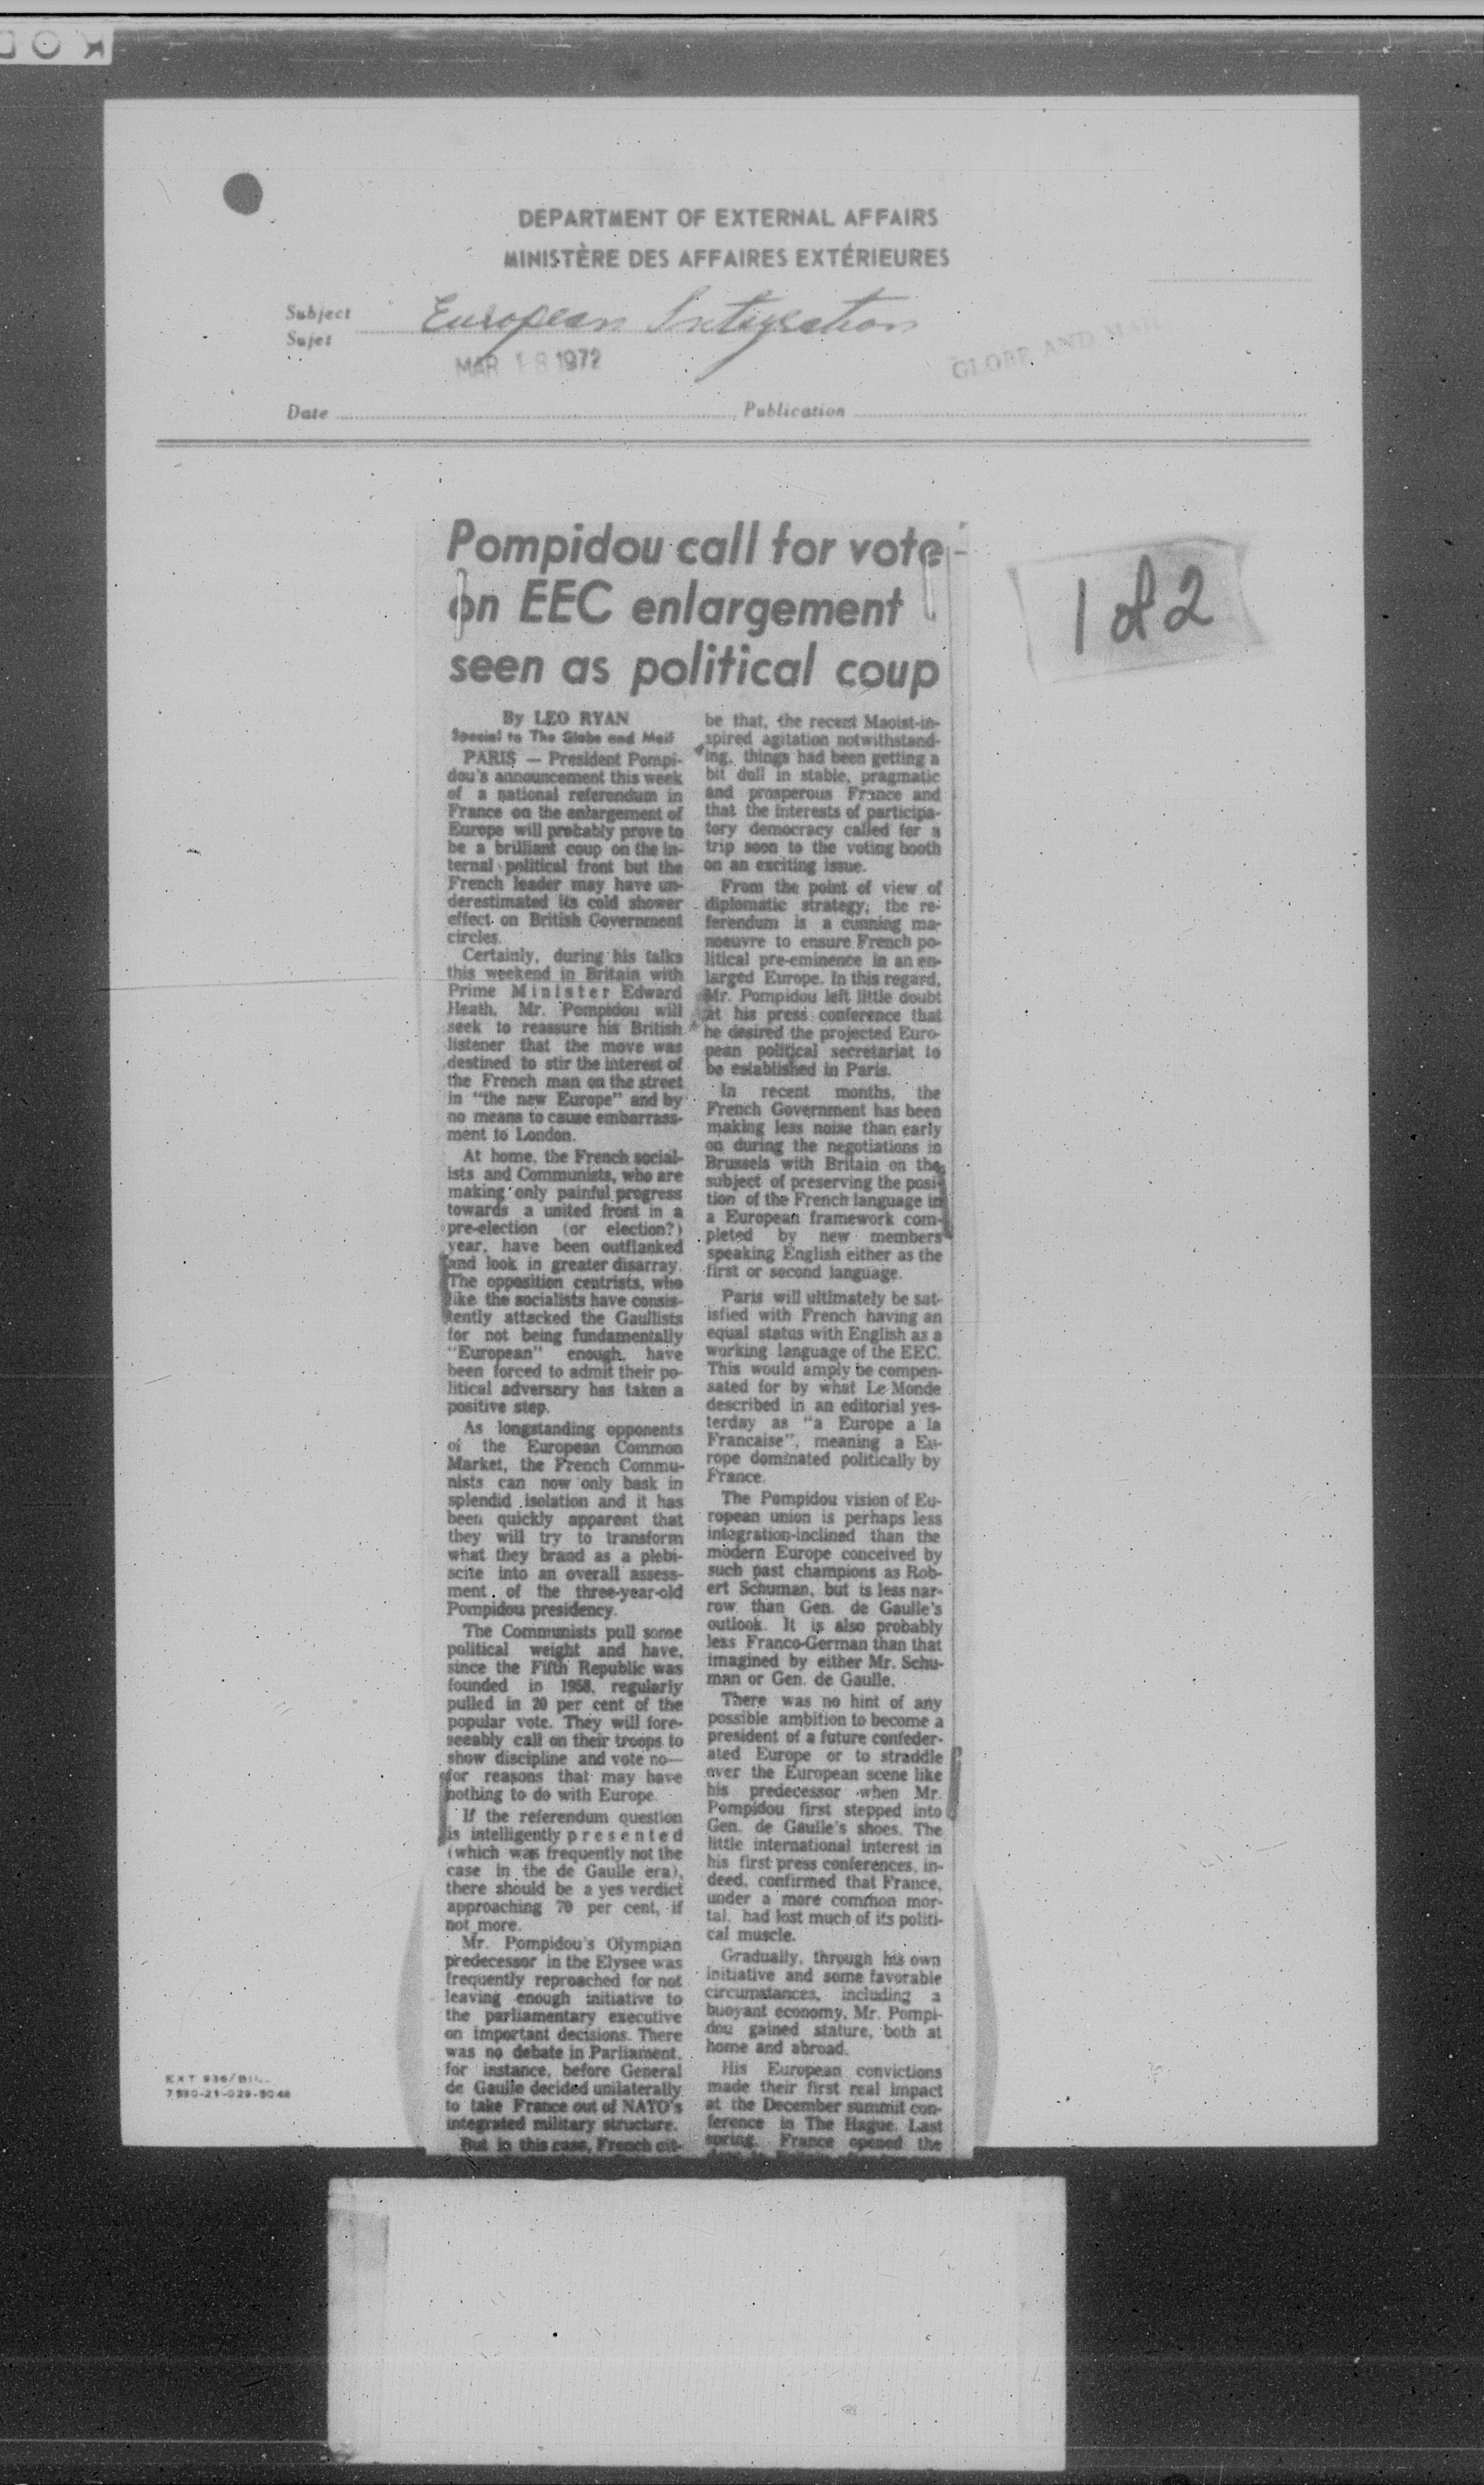 DEPARTMENT OF EXTERNAL AFFAIRS
MINISTÈRE DES AFFAIRES EXTÉRIEURES
Subject
Sujet
European Integration
MAR 18 1972
GLOBE AND MAIL
Date
Publication
Pompidou call for vote
on EEC enlargement
seen as political coup
1 of 2
By LEO RYAN
Special to The Globe and Mail
PARIS — President Pompi-
dou's announcement this week
of a national referendum in
France on the enlargement of
Europe will probably prove to
be a brilliant coup on the in-
ternal political front but the
French leader may have un-
derestimated its cold shower
effect on British Government
circles.
Certainly, during his talks
this weekend in Britain with
Prime Minister Edward
Heath, Mr. Pompidou will
seek to reassure his British
listener that the move was
destined to stir the interest of
the French man on the street
in "the new Europe" and by
no means to cause embarrass-
ment to London.
At home, the French social-
ists and Communists, who are
making only painful progress
towards a united front in a
pre-election (or election?)
year, have been outflanked
and look in greater disarray.
The opposition centrists, who
like the socialists have consis-
tently attacked the Gaullists
for not being fundamentally
"European" enough, have
been forced to admit their po-
litical adversary has taken a
positive step.
As longstanding opponents
of the European Common
Market, the French Commu-
nists can now only bask in
splendid isolation and it has
been quickly apparent that
they will try to transform
what they brand as a plebi-
scite into an overall assess-
ment of the three-year-old
Pompidou presidency.
The Communists pull some
political weight and have,
since the Fifth Republic was
founded in 1958, regularly
pulled in 20 per cent of the
popular vote. They will fore-
seeably call on their troops to
show discipline and vote no—
for reasons that may have
nothing to do with Europe.
If the referendum question
is intelligently presented
(which was frequently not the
case in the de Gaulle era),
there should be a yes verdict
approaching 70 per cent, if
not more.
Mr. Pompidou's Olympian
predecessor in the Elysee was
frequently reproached for not
leaving enough initiative to
the parliamentary executive
on important decisions. There
was no debate in Parliament,
for instance, before General
de Gaulle decided unilaterally
to take France out of NATO's
integrated military structure.
But in this case, French cit-
be that, the recent Maoist-in-
spired agitation notwithstand-
ing, things had been getting a
bit dull in stable, pragmatic
and prosperous France and
that the interests of participa-
tory democracy called for a
trip soon to the voting booth
on an exciting issue.
From the point of view of
diplomatic strategy, the re-
ferendum is a cunning ma-
noeuvre to ensure French po-
litical pre-eminence in an en-
larged Europe. In this regard,
Mr. Pompidou left little doubt
at his press conference that
he desired the projected Euro-
pean political secretariat to
be established in Paris.
In recent months, the
French Government has been
making less noise than early
on during the negotiations in
Brussels with Britain on the
subject of preserving the posi-
tion of the French language in
a European framework com-
pleted by new members
speaking English either as the
first or second language.
Paris will ultimately be sat-
isfied with French having an
equal status with English as a
working language of the EEC.
This would amply be compen-
sated for by what Le Monde
described in an editorial yes-
terday as "a Europe a la
Francaise", meaning a Eu-
rope dominated politically by
France.
The Pompidou vision of Eu-
ropean union is perhaps less
integration-inclined than the
modern Europe conceived by
such past champions as Rob-
ert Schuman, but is less nar-
row than Gen. de Gaulle's
outlook. It is also probably
less Franco-German than that
imagined by either Mr. Schu-
man or Gen. de Gaulle.
There was no hint of any
possible ambition to become a
president of a future confeder-
ated Europe or to straddle
over the European scene like
his predecessor when Mr.
Pompidou first stepped into
Gen. de Gaulle's shoes. The
little international interest in
his first press conferences, in-
deed, confirmed that France,
under a more common mor-
tal, had lost much of its politi-
cal muscle.
Gradually, through his own
initiative and some favorable
circumstances, including a
buoyant economy, Mr. Pompi-
dou gained stature, both at
home and abroad.
His European convictions
made their first real impact
at the December summit con-
ference in The Hague. Last
spring, France opened the
EXT 936/BIL.
7530-21-029-5046